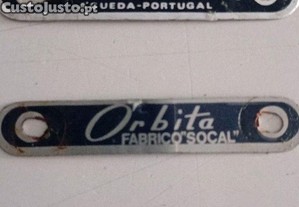 CustoJusto.pt
UEDA-PORTUGAL
Orbita
FABRICO "SOCAL"